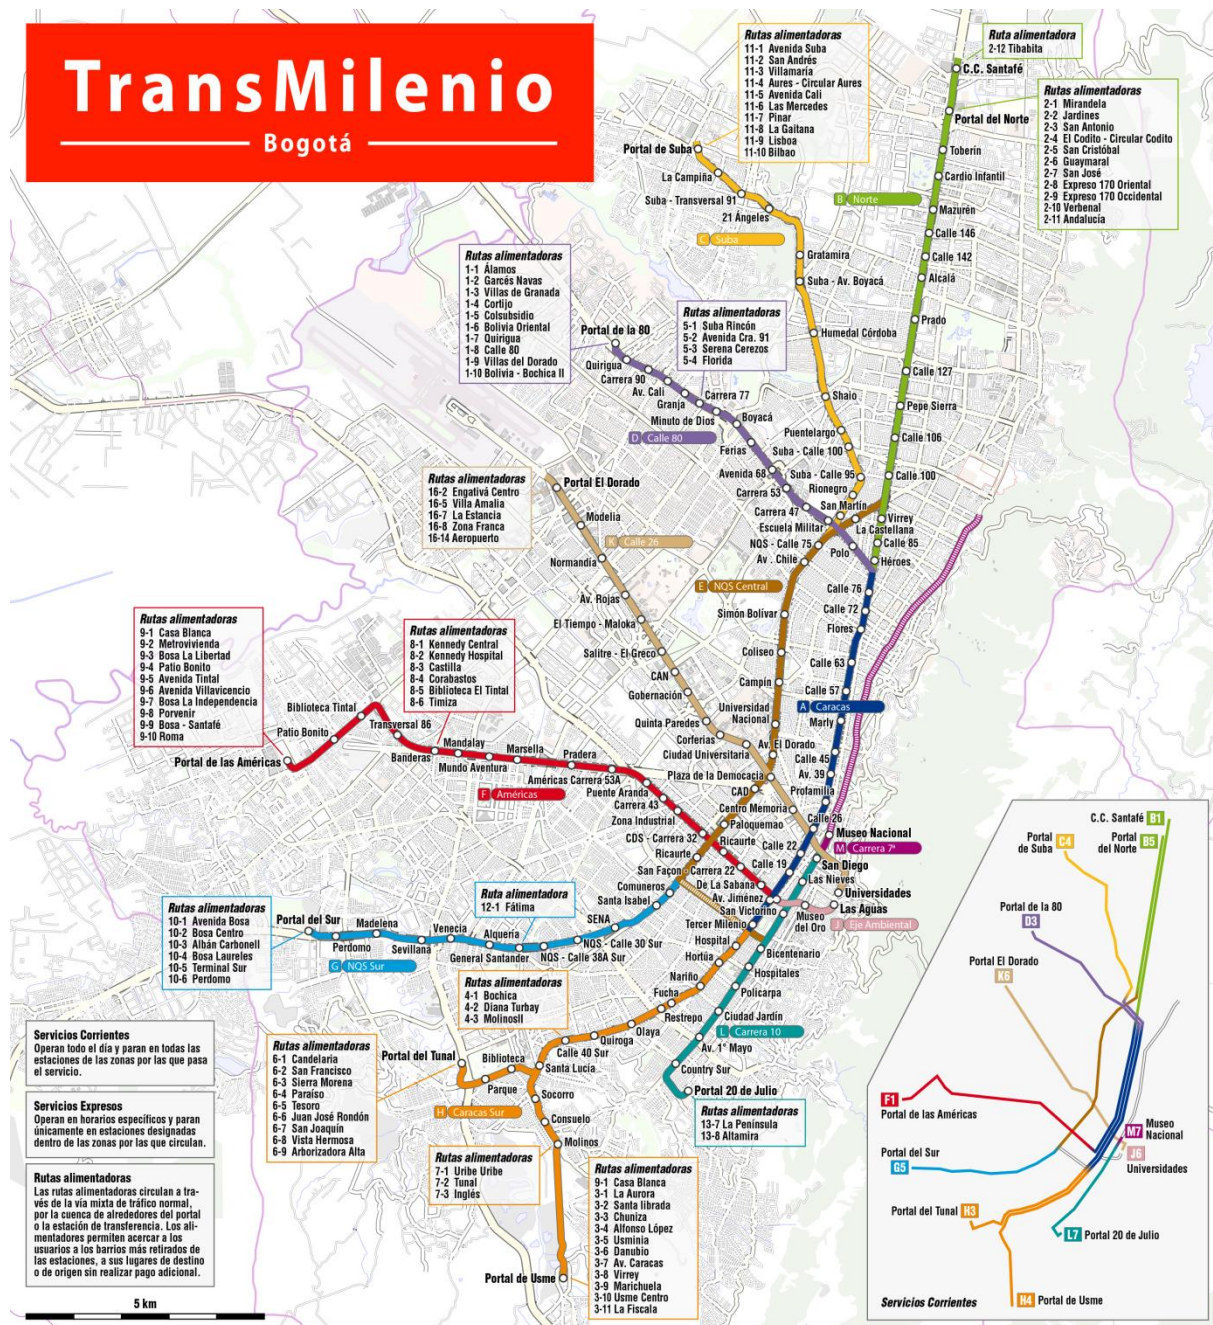 TransMilenio
Bogotá
Rutas alimentadoras
11-1 Avenida Suba
11-2 San Andrés
11-3 Villamaría
11-4 Aures - Circular Aures
11-5 Avenida Cali
11-6 Las Mercedes
11-7 Pinar
11-8 La Gaitana
11-9 Lisboa
11-10 Bilbao
Ruta alimentadora
2-12 Tibabita
C.C. Santafé
Rutas alimentadoras
2-1 Mirandela
2-2 Jardines
2-3 San Antonio
2-4 El Codito - Circular Codito
2-5 San Cristóbal
2-6 Guaymaral
2-7 San José
2-8 Expreso 170 Oriental
2-9 Expreso 170 Occidental
2-10 Verbenal
2-11 Andalucía
Portal del Norte
Toberín
Cardio Infantil
B Norte
Mazurén
Calle 146
Calle 142
Alcalá
Prado
Calle 127
Pepe Sierra
Calle 106
Calle 100
Virrey
Calle 85
Héroes
Portal de Suba
La Campiña
Suba - Transversal 91
21 Ángeles
C Suba
Gratamira
Suba - Av. Boyacá
Humedal Córdoba
Shaio
Puentelargo
Suba - Calle 100
Suba - Calle 95
Rionegro
San Martín
Rutas alimentadoras
1-1 Álamos
1-2 Garcés Navas
1-3 Villas de Granada
1-4 Cortijo
1-5 Colsubsidio
1-6 Bolivia Oriental
1-7 Quirigua
1-8 Calle 80
1-9 Villas del Dorado
1-10 Bolivia - Bochica II
Rutas alimentadoras
5-1 Suba Rincón
5-2 Avenida Cra. 91
5-3 Serena Cerezos
5-4 Florida
Portal de la 80
Quirigua
Carrera 90
Av. Cali
Granja
Carrera 77
Minuto de Dios
Boyacá
D Calle 80
Ferias
Avenida 68
Carrera 53
Carrera 47
Escuela Militar
Polo
La Castellana
NQS - Calle 75
Av . Chile
E NQS Central
Simón Bolívar
Coliseo
Campín
Universidad
Nacional
Av. El Dorado
CAD
Paloquemao
Ricaurte
Ricaurte
San Façon - Carrera 22
Comuneros
Santa Isabel
Rutas alimentadoras
16-2 Engativá Centro
16-5 Villa Amalia
16-7 La Estancia
16-8 Zona Franca
16-14 Aeropuerto
Portal El Dorado
Modelia
K Calle 26
Normandía
Av. Rojas
El Tiempo - Maloka
Salitre - El Greco
CAN
Gobernación
Quinta Paredes
Corferias
Ciudad Universitaria
Plaza de la Democracia
Centro Memoria
Calle 76
Calle 72
Flores
Calle 63
Calle 57
A Caracas
Marly
Calle 45
Av. 39
Profamilia
Calle 26
Calle 22
Calle 19
Av. Jiménez
Tercer Milenio
Museo Nacional
M Carrera 7ª
San Diego
Las Nieves
San Victorino
Universidades
Las Aguas
Museo
del Oro
J Eje Ambiental
Rutas alimentadoras
9-1 Casa Blanca
9-2 Metrovivienda
9-3 Bosa La Libertad
9-4 Patio Bonito
9-5 Avenida Tintal
9-6 Avenida Villavicencio
9-7 Bosa La Independencia
9-8 Porvenir
9-9 Bosa - Santafé
9-10 Roma
Rutas alimentadoras
8-1 Kennedy Central
8-2 Kennedy Hospital
8-3 Castilla
8-4 Corabastos
8-5 Biblioteca El Tintal
8-6 Timiza
Portal de las Américas
Patio Bonito
Biblioteca Tintal
Transversal 86
Banderas
Mandalay
Mundo Aventura
Marsella
Pradera
Américas Carrera 53A
F Américas
Puente Aranda
Carrera 43
Zona Industrial
CDS - Carrera 32
De La Sabana
Rutas alimentadoras
10-1 Avenida Bosa
10-2 Bosa Centro
10-3 Albán Carbonell
10-4 Bosa Laureles
10-5 Terminal Sur
10-6 Perdomo
Ruta alimentadora
12-1 Fátima
Portal del Sur
Perdomo
Madelena
Sevillana
Venecia
General Santander
Alquería
NQS - Calle 38A Sur
NQS - Calle 30 Sur
SENA
G NQS Sur
Hospital
Hortúa
Nariño
Fucha
Restrepo
Olaya
Quiroga
Calle 40 Sur
Santa Lucía
Bicentenario
Hospitales
Policarpa
Ciudad Jardín
L Carrera 10
Av. 1° Mayo
Country Sur
Portal 20 de Julio
Rutas alimentadoras
13-7 La Península
13-8 Altamira
Rutas alimentadoras
4-1 Bochica
4-2 Diana Turbay
4-3 MolinosII
Rutas alimentadoras
6-1 Candelaria
6-2 San Francisco
6-3 Sierra Morena
6-4 Paraíso
6-5 Tesoro
6-6 Juan José Rondón
6-7 San Joaquín
6-8 Vista Hermosa
6-9 Arborizadora Alta
Portal del Tunal
Biblioteca
Parque
H Caracas Sur
Socorro
Consuelo
Molinos
Portal de Usme
Rutas alimentadoras
7-1 Uribe Uribe
7-2 Tunal
7-3 Inglés
Rutas alimentadoras
9-1 Casa Blanca
3-1 La Aurora
3-2 Santa librada
3-3 Chuniza
3-4 Alfonso López
3-5 Usminia
3-6 Danubio
3-7 Av. Caracas
3-8 Virrey
3-9 Marichuela
3-10 Usme Centro
3-11 La Fiscala
Servicios Corrientes
Operan todo el día y paran en todas las
estaciones de las zonas por las que pasa
el servicio.
Servicios Expresos
Operan en horarios específicos y paran
únicamente en estaciones designadas
dentro de las zonas por las que circulan.
Rutas alimentadoras
Las rutas alimentadoras circulan a tra-
vés de la vía mixta de tráfico normal,
por la cuenca de alrededores del portal
o la estación de transferencia. Los ali-
mentadores permiten acercar a los
usuarios a los barrios más retirados de
las estaciones, a sus lugares de destino
o de origen sin realizar pago adicional.
5 km
C.C. Santafé B1
Portal
de Suba C4
Portal
del Norte B5
Portal de la 80
D3
Portal El Dorado
K6
F1
Portal de las Américas
M7 Museo
Nacional
J6
Universidades
Portal del Sur
G5
Portal del Tunal H3
L7 Portal 20 de Julio
H4 Portal de Usme
Servicios Corrientes